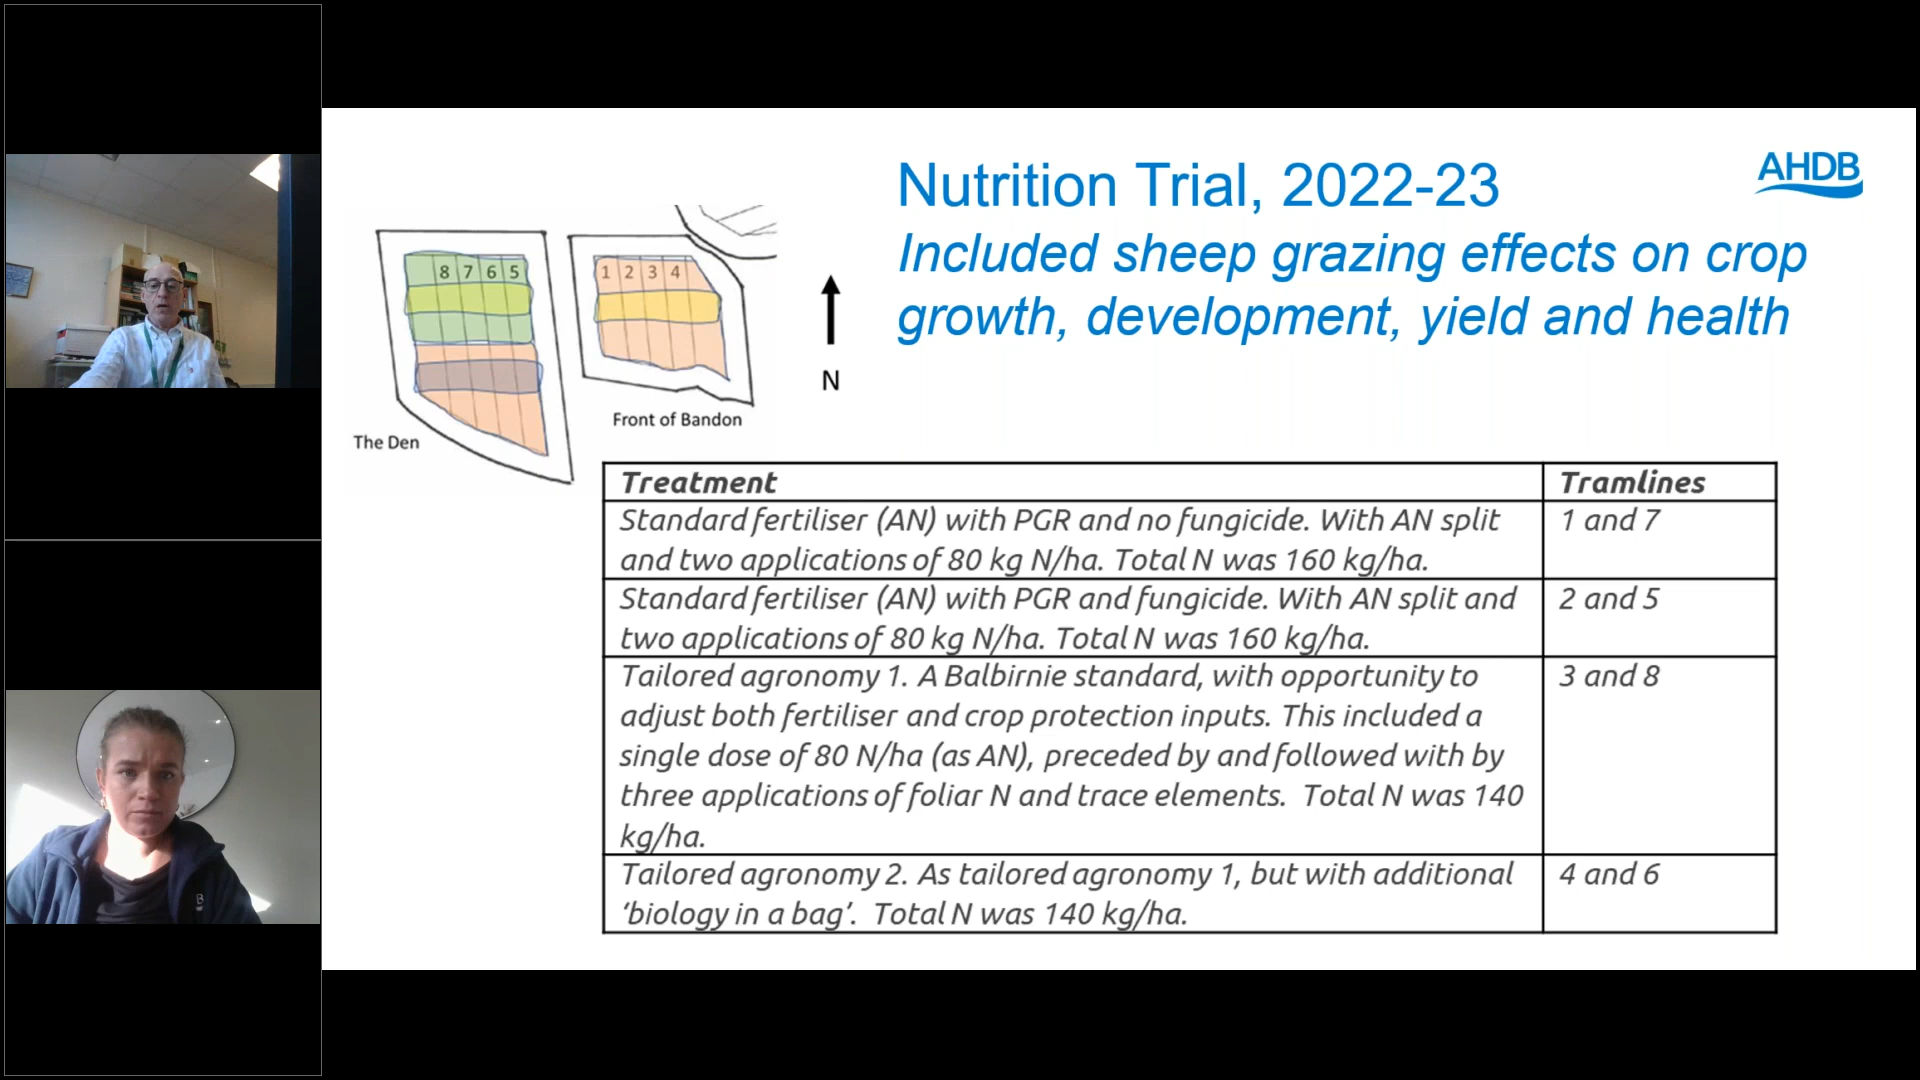 Nutrition Trial, 2022-23
AHDB
Included sheep grazing effects on crop
growth, development, yield and health
8 7 6 5
1 2 3 4
N
Front of Bandon
The Den
Treatment
Tramlines
Standard fertiliser (AN) with PGR and no fungicide. With AN split
and two applications of 80 kg N/ha. Total N was 160 kg/ha.
1 and 7
Standard fertiliser (AN) with PGR and fungicide. With AN split and
two applications of 80 kg N/ha. Total N was 160 kg/ha.
2 and 5
Tailored agronomy 1. A Balbirnie standard, with opportunity to
adjust both fertiliser and crop protection inputs. This included a
single dose of 80 N/ha (as AN), preceded by and followed with by
three applications of foliar N and trace elements. Total N was 140
kg/ha.
3 and 8
Tailored agronomy 2. As tailored agronomy 1, but with additional
‘biology in a bag’. Total N was 140 kg/ha.
4 and 6